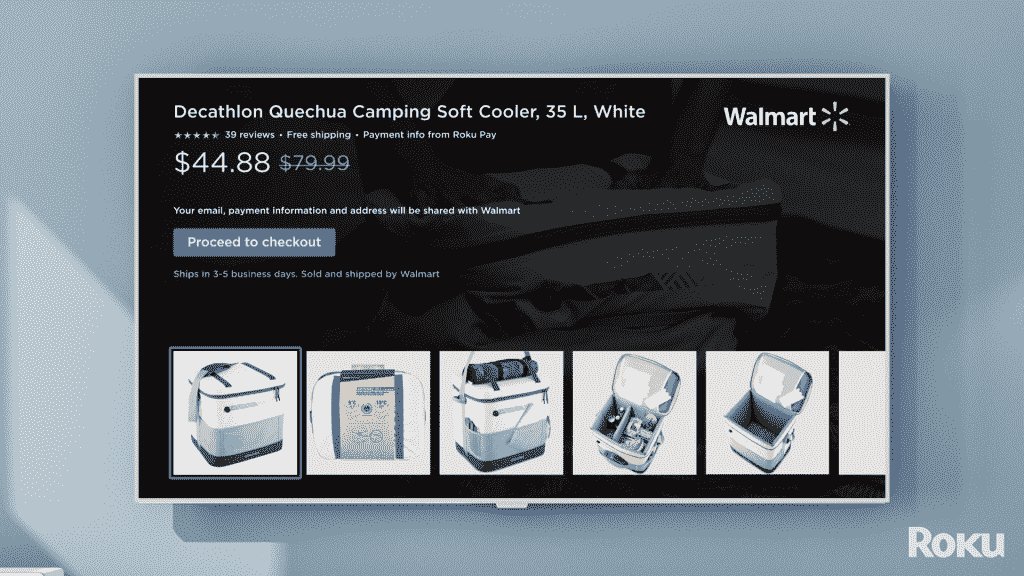 Decathlon Quechua Camping Soft Cooler, 35 L, White
39 reviews • Free shipping • Payment info from Roku Pay
$44.88 $79.99
Your email, payment information and address will be shared with Walmart
Proceed to checkout
Ships in 3-5 business days. Sold and shipped by Walmart
Walmart
Roku